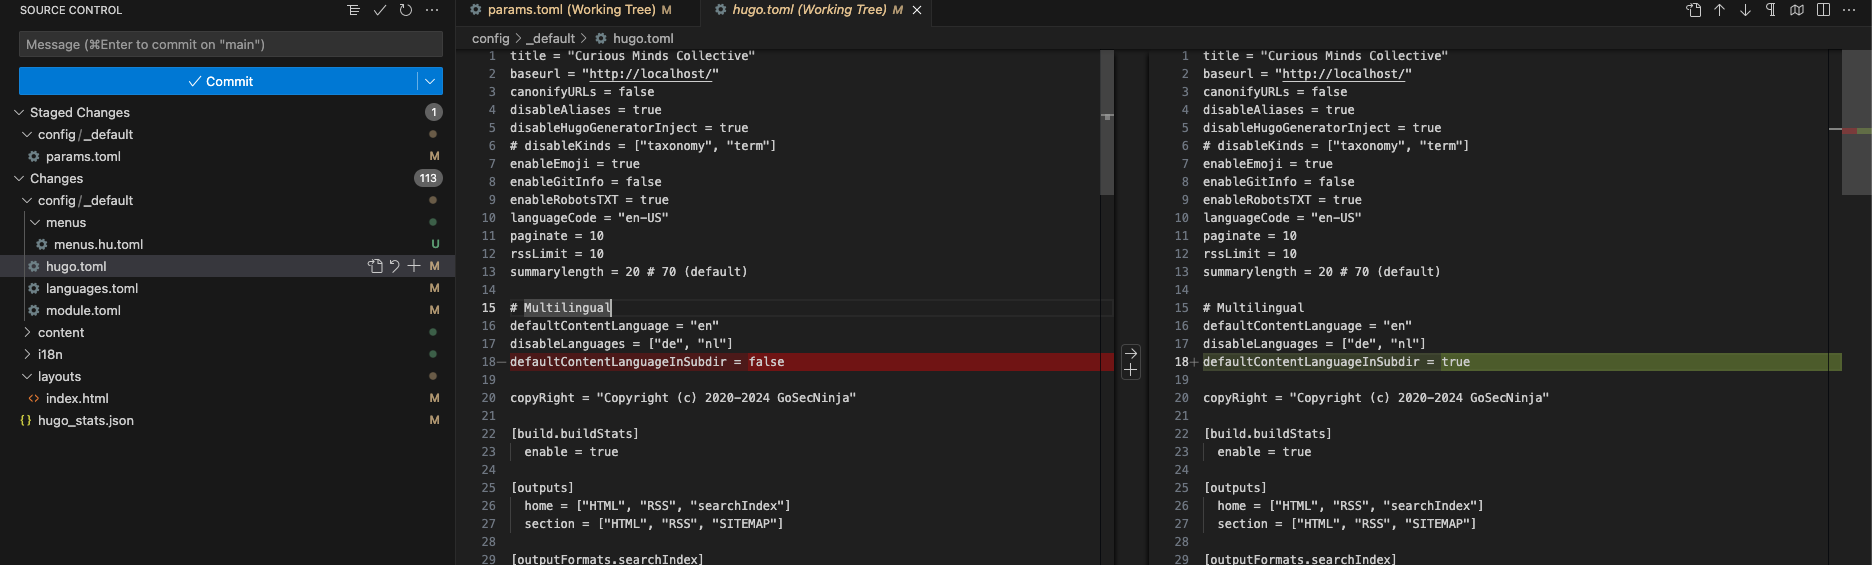 SOURCE CONTROL
Message (⌘Enter to commit on "main")
Commit
Staged Changes 1
config/_default
params.toml M
Changes 113
config/_default
menus
menus.hu.toml U
hugo.toml M
languages.toml M
module.toml M
content
i18n
layouts
<> index.html M
{} hugo_stats.json M
params.toml (Working Tree) M
hugo.toml (Working Tree) M
config > _default > hugo.toml
1 title = "Curious Minds Collective"
2 baseurl = "http://localhost/"
3 canonifyURLs = false
4 disableAliases = true
5 disableHugoGeneratorInject = true
6 # disableKinds = ["taxonomy", "term"]
7 enableEmoji = true
8 enableGitInfo = false
9 enableRobotsTXT = true
10 languageCode = "en-US"
11 paginate = 10
12 rssLimit = 10
13 summarylength = 20 # 70 (default)
14
15 # Multilingual
16 defaultContentLanguage = "en"
17 disableLanguages = ["de", "nl"]
18− defaultContentLanguageInSubdir = false
19
20 copyRight = "Copyright (c) 2020-2024 GoSecNinja"
21
22 [build.buildStats]
23 enable = true
24
25 [outputs]
26 home = ["HTML", "RSS", "searchIndex"]
27 section = ["HTML", "RSS", "SITEMAP"]
28
29 [outputFormats.searchIndex]
1 title = "Curious Minds Collective"
2 baseurl = "http://localhost/"
3 canonifyURLs = false
4 disableAliases = true
5 disableHugoGeneratorInject = true
6 # disableKinds = ["taxonomy", "term"]
7 enableEmoji = true
8 enableGitInfo = false
9 enableRobotsTXT = true
10 languageCode = "en-US"
11 paginate = 10
12 rssLimit = 10
13 summarylength = 20 # 70 (default)
14
15 # Multilingual
16 defaultContentLanguage = "en"
17 disableLanguages = ["de", "nl"]
18+ defaultContentLanguageInSubdir = true
19
20 copyRight = "Copyright (c) 2020-2024 GoSecNinja"
21
22 [build.buildStats]
23 enable = true
24
25 [outputs]
26 home = ["HTML", "RSS", "searchIndex"]
27 section = ["HTML", "RSS", "SITEMAP"]
28
29 [outputFormats.searchIndex]